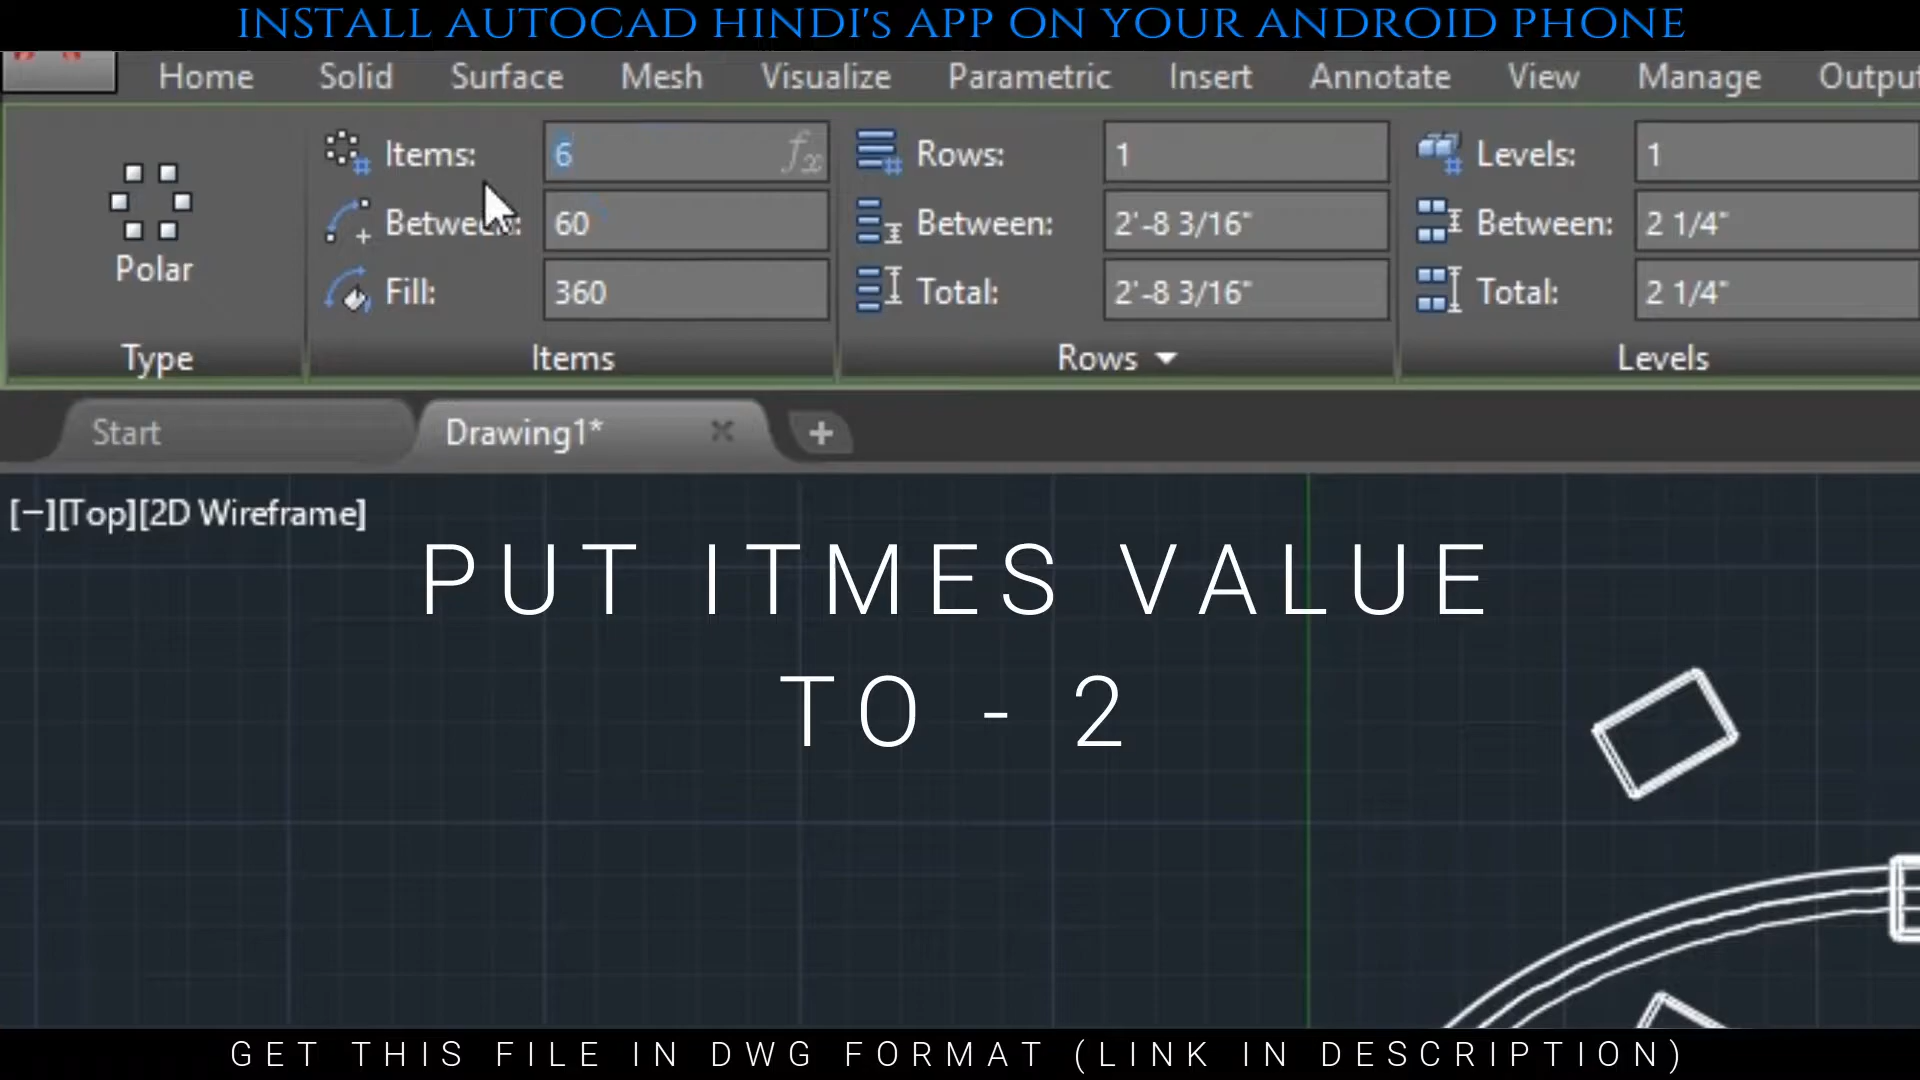 INSTALL AUTOCAD HINDI's APP ON YOUR ANDROID PHONE
Home Solid Surface Mesh Visualize Parametric Insert Annotate View Manage Output
Items: 6 fx Rows: 1 Levels: 1
Between: 60 Between: 2'-8 3/16" Between: 2 1/4"
Polar Fill: 360 Total: 2'-8 3/16" Total: 2 1/4"
Type Items Rows Levels
Start Drawing1*
[−][Top][2D Wireframe]
PUT ITMES VALUE
TO - 2
GET THIS FILE IN DWG FORMAT (LINK IN DESCRIPTION)